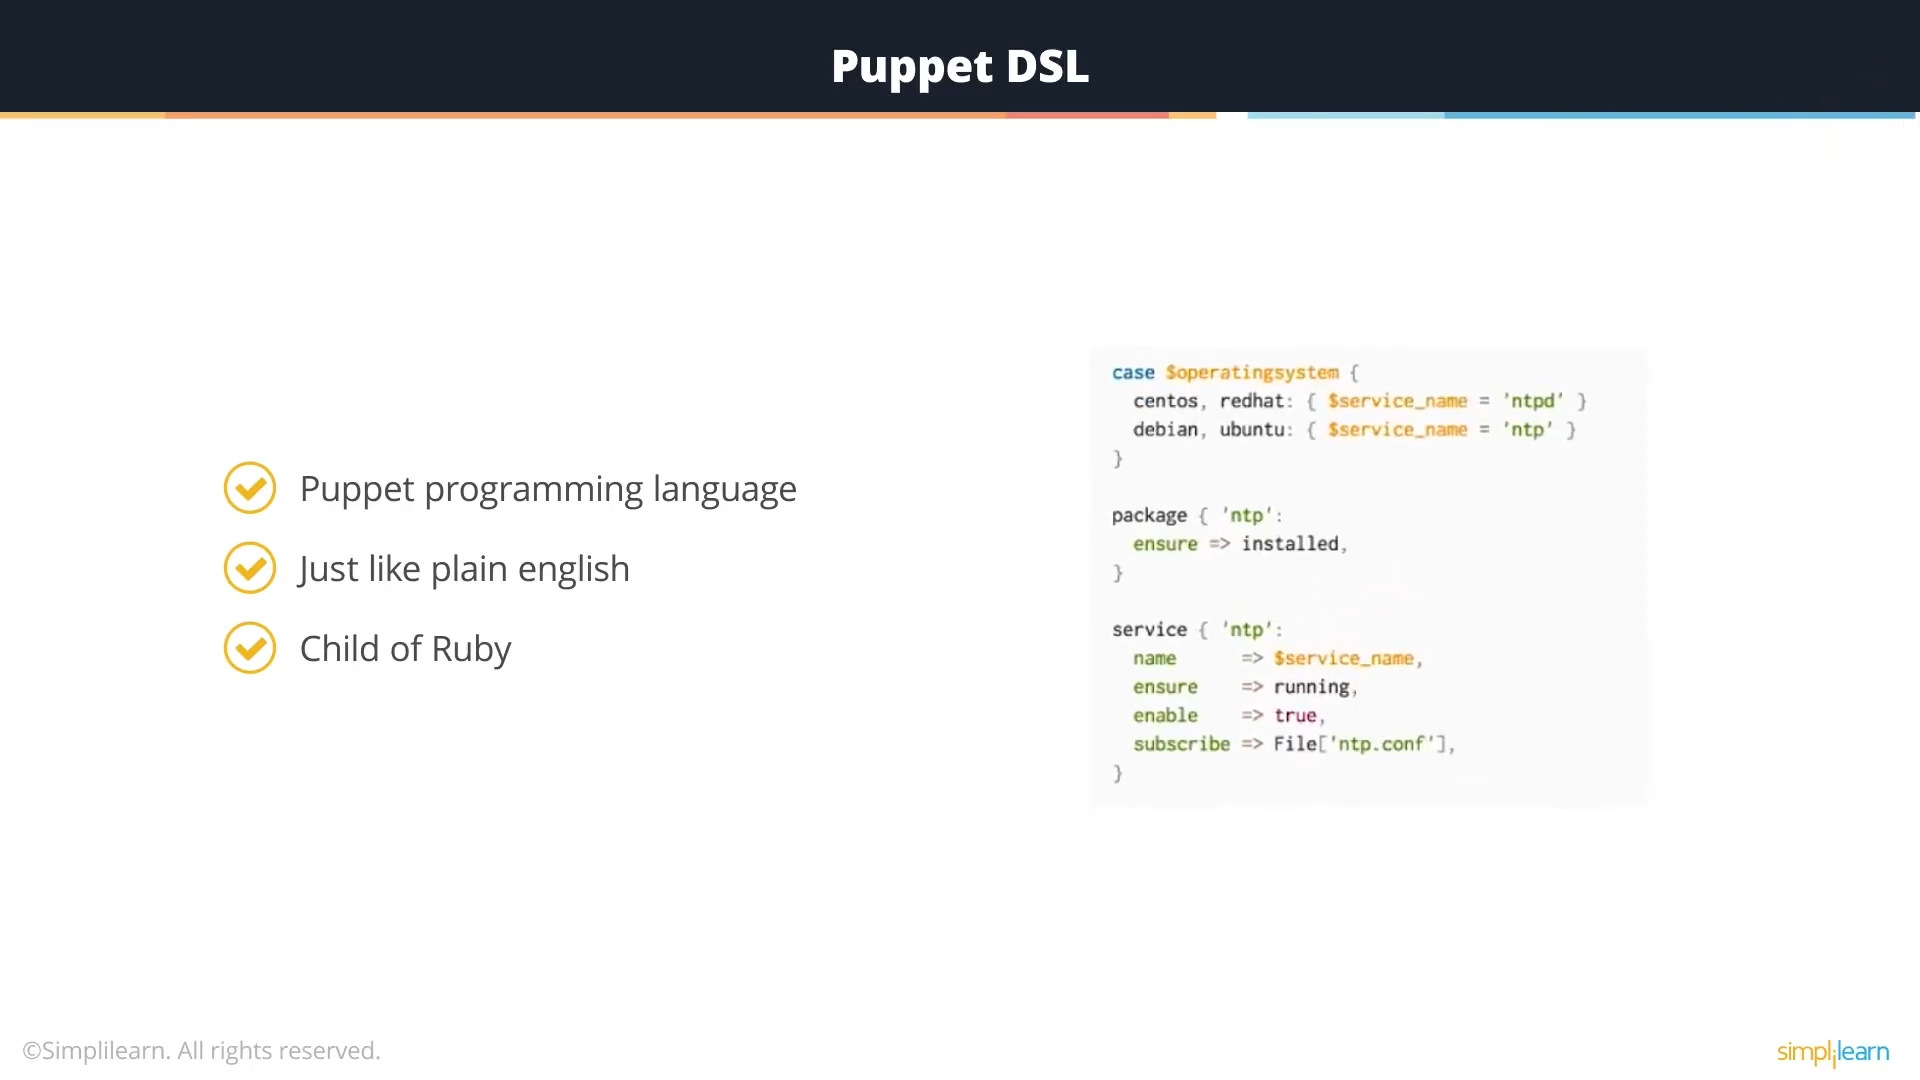 Puppet DSL
Puppet programming language
Just like plain english
Child of Ruby
case $operatingsystem {
  centos, redhat: { $service_name = 'ntpd' }
  debian, ubuntu: { $service_name = 'ntp' }
}
package { 'ntp':
  ensure => installed,
}
service { 'ntp':
  name      => $service_name,
  ensure    => running,
  enable    => true,
  subscribe => File['ntp.conf'],
}
©Simplilearn. All rights reserved.
simplilearn